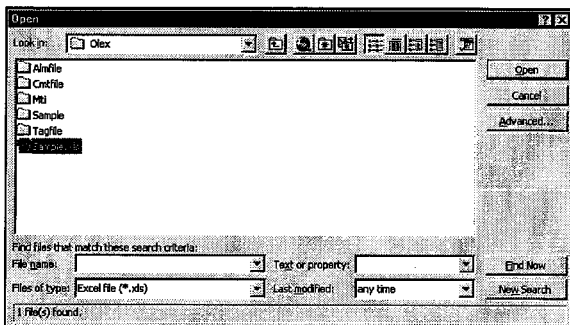 Open
Look in: Olex
Almfile
Cmtfile
Mti
Sample
Tagfile
Open
Cancel
Advanced...
Find files that match these search criteria:
File name: Text or property: Find Now
Files of type: Excel file (*.xls) Last modified: any time New Search
1 file(s) found.